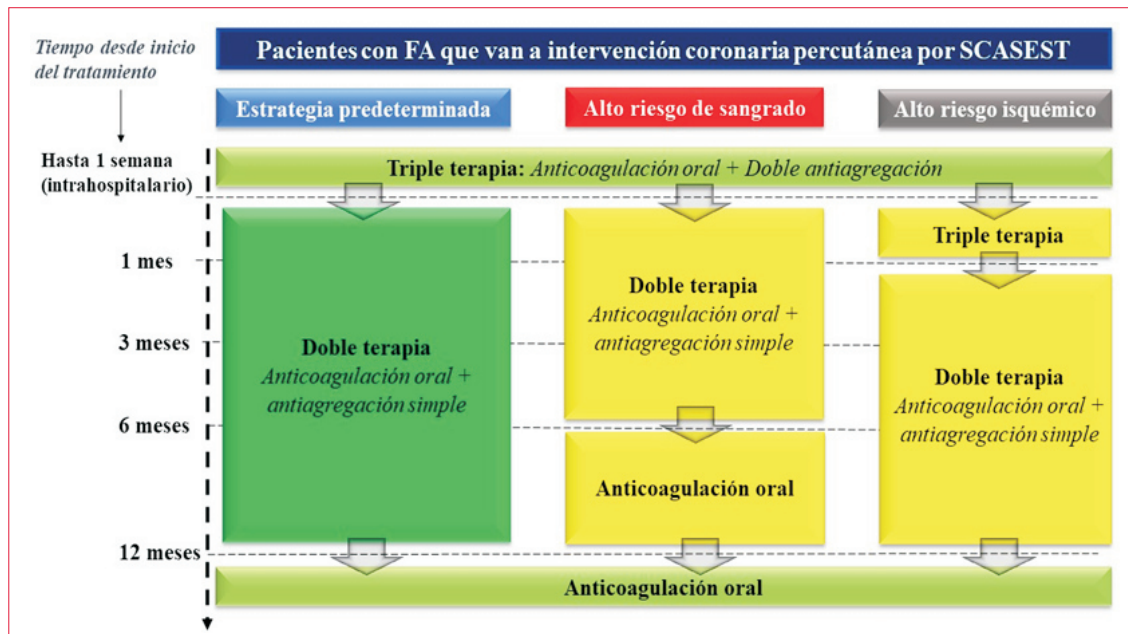 Tiempo desde inicio
del tratamiento
Pacientes con FA que van a intervención coronaria percutánea por SCASEST
Estrategia predeterminada
Alto riesgo de sangrado
Alto riesgo isquémico
Hasta 1 semana
(intrahospitalario)
Triple terapia: Anticoagulación oral + Doble antiagregación
1 mes
3 meses
6 meses
12 meses
Doble terapia
Anticoagulación oral +
antiagregación simple
Doble terapia
Anticoagulación oral +
antiagregación simple
Anticoagulación oral
Triple terapia
Doble terapia
Anticoagulación oral +
antiagregación simple
Anticoagulación oral